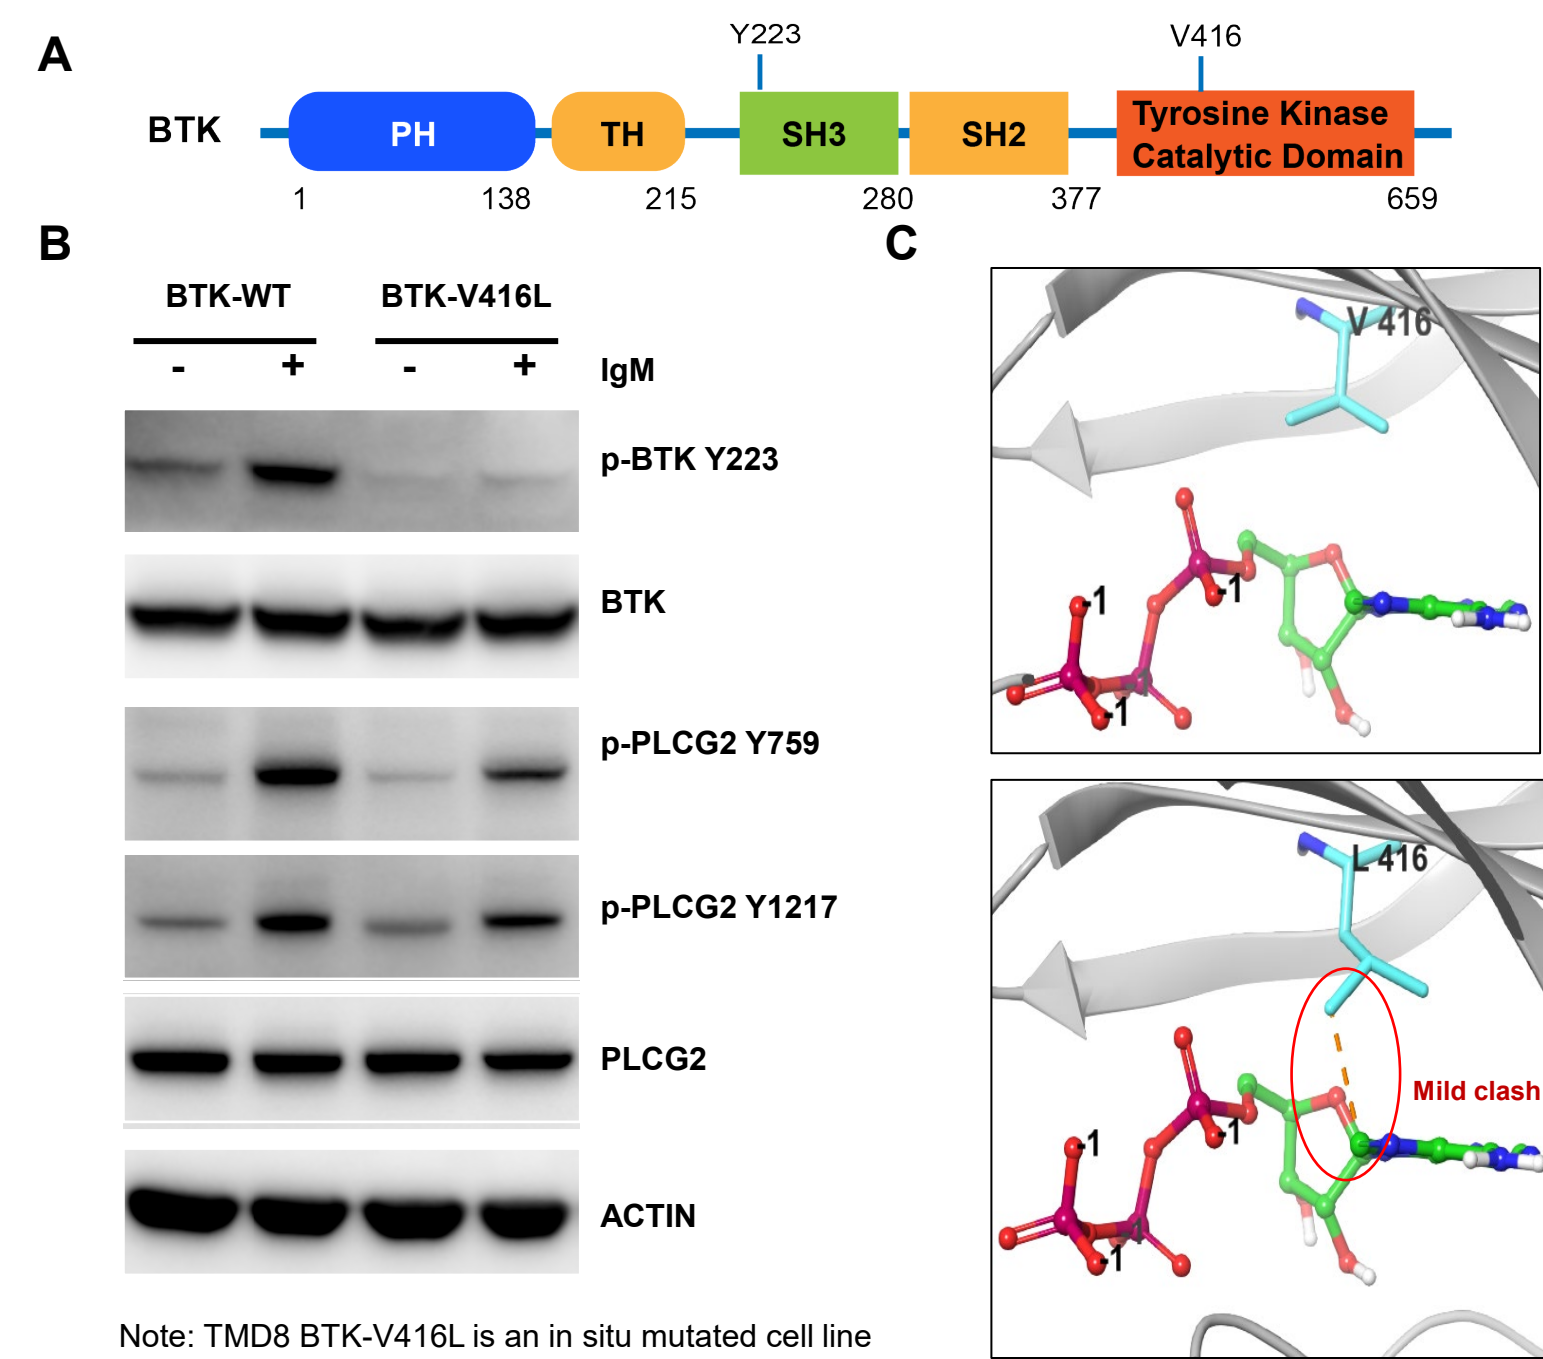 A
Y223
V416
BTK
PH
TH
SH3
SH2
Tyrosine Kinase
Catalytic Domain
1
138
215
280
377
659
B
BTK-WT
BTK-V416L
-
+
-
+
IgM
p-BTK Y223
BTK
p-PLCG2 Y759
p-PLCG2 Y1217
PLCG2
ACTIN
Note: TMD8 BTK-V416L is an in situ mutated cell line
C
V 416
-1
-1
-1
-1
L 416
Mild clash
-1
-1
-1
-1